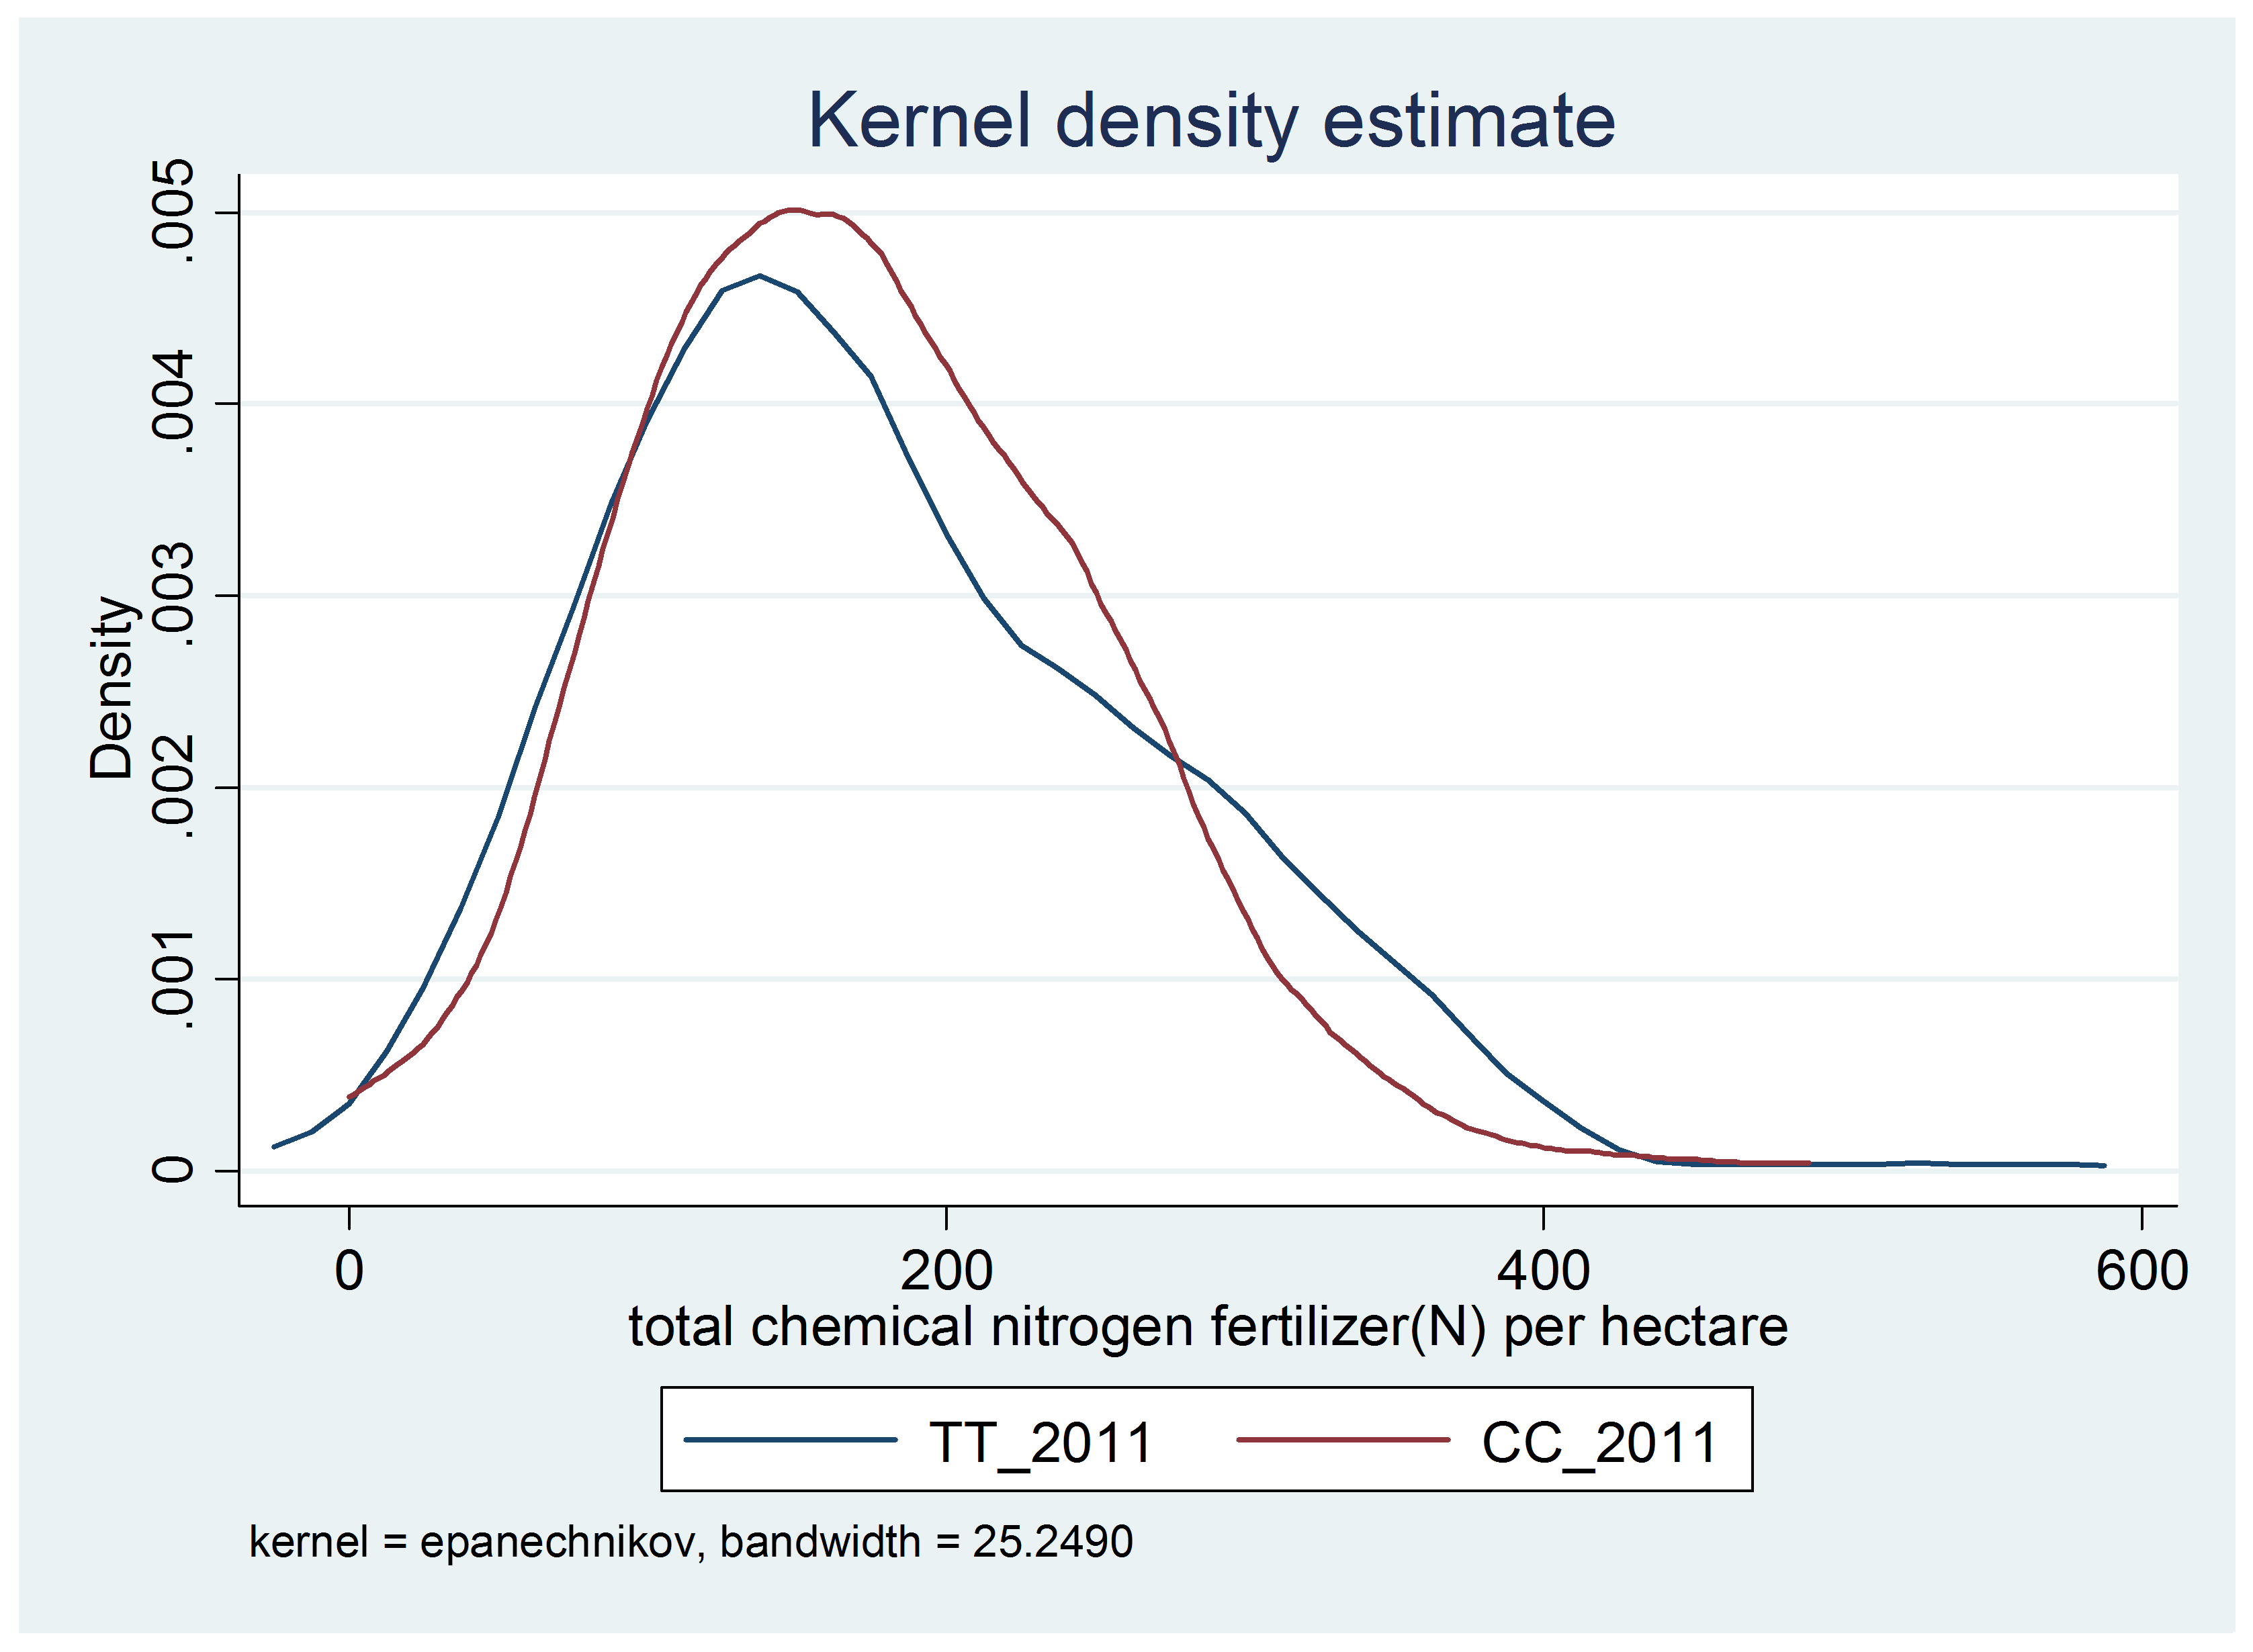 Kernel density estimate
Density
.005
.004
.003
.002
.001
0
0 200 400 600
total chemical nitrogen fertilizer(N) per hectare
TT_2011 CC_2011
kernel = epanechnikov, bandwidth = 25.2490